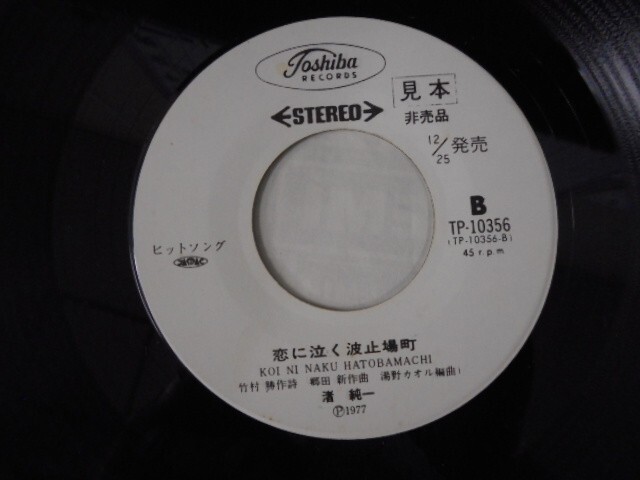 Toshiba
RECORDS
STEREO
見本
非売品
12/25 発売
B
TP-10356
(TP-10356-B)
45 r.p.m
ヒットソング
恋に泣く波止場町
KOI NI NAKU HATOBAMACHI
竹村 勝作詩 郷田 新作曲 湯野カオル編曲)
渚 純一
Ⓟ1977